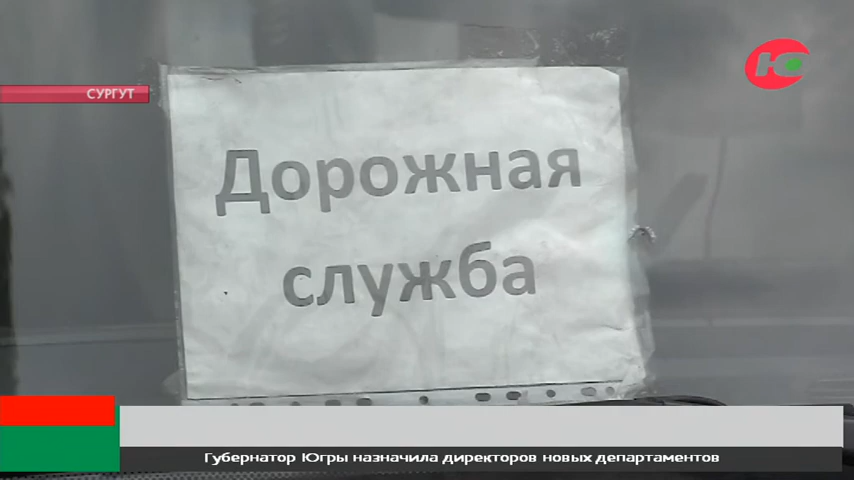 СУРГУТ
Ю
Дорожная
служба
Губернатор Югры назначила директоров новых департаментов